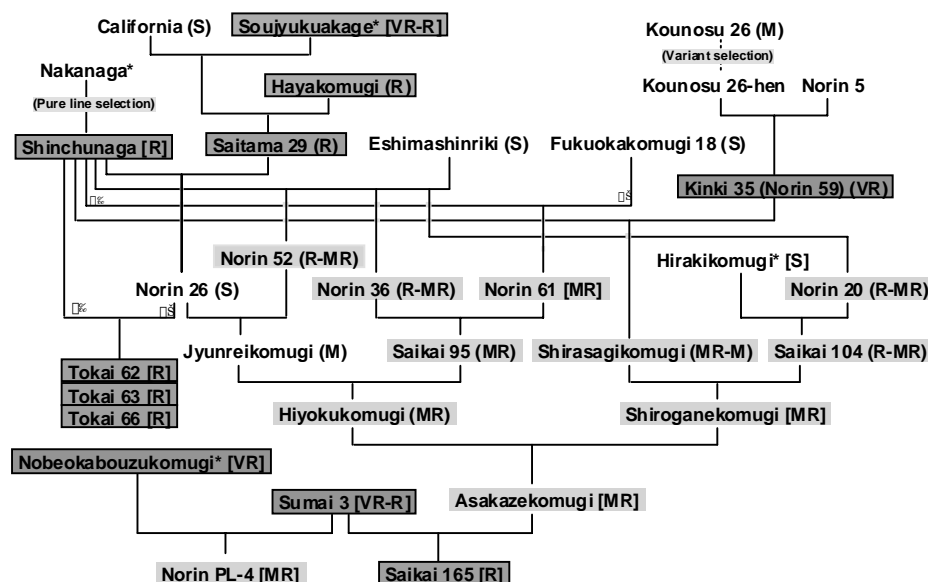 California (S)
Soujyukuakage* [VR-R]
Kounosu 26 (M)
(Variant selection)
Nakanaga*
Hayakomugi (R)
Kounosu 26-hen
Norin 5
(Pure line selection)
Shinchunaga [R]
Saitama 29 (R)
Eshimashinriki (S)
Fukuokakomugi 18 (S)
Kinki 35 (Norin 59) (VR)
Norin 52 (R-MR)
Hirakikomugi* [S]
Norin 26 (S)
Norin 36 (R-MR)
Norin 61 [MR]
Norin 20 (R-MR)
Jyunreikomugi (M)
Saikai 95 (MR)
Shirasagikomugi (MR-M)
Saikai 104 (R-MR)
Tokai 62 [R]
Tokai 63 [R]
Tokai 66 [R]
Hiyokukomugi (MR)
Shiroganekomugi [MR]
Nobeokabouzukomugi* [VR]
Sumai 3 [VR-R]
Asakazekomugi [MR]
Norin PL-4 [MR]
Saikai 165 [R]